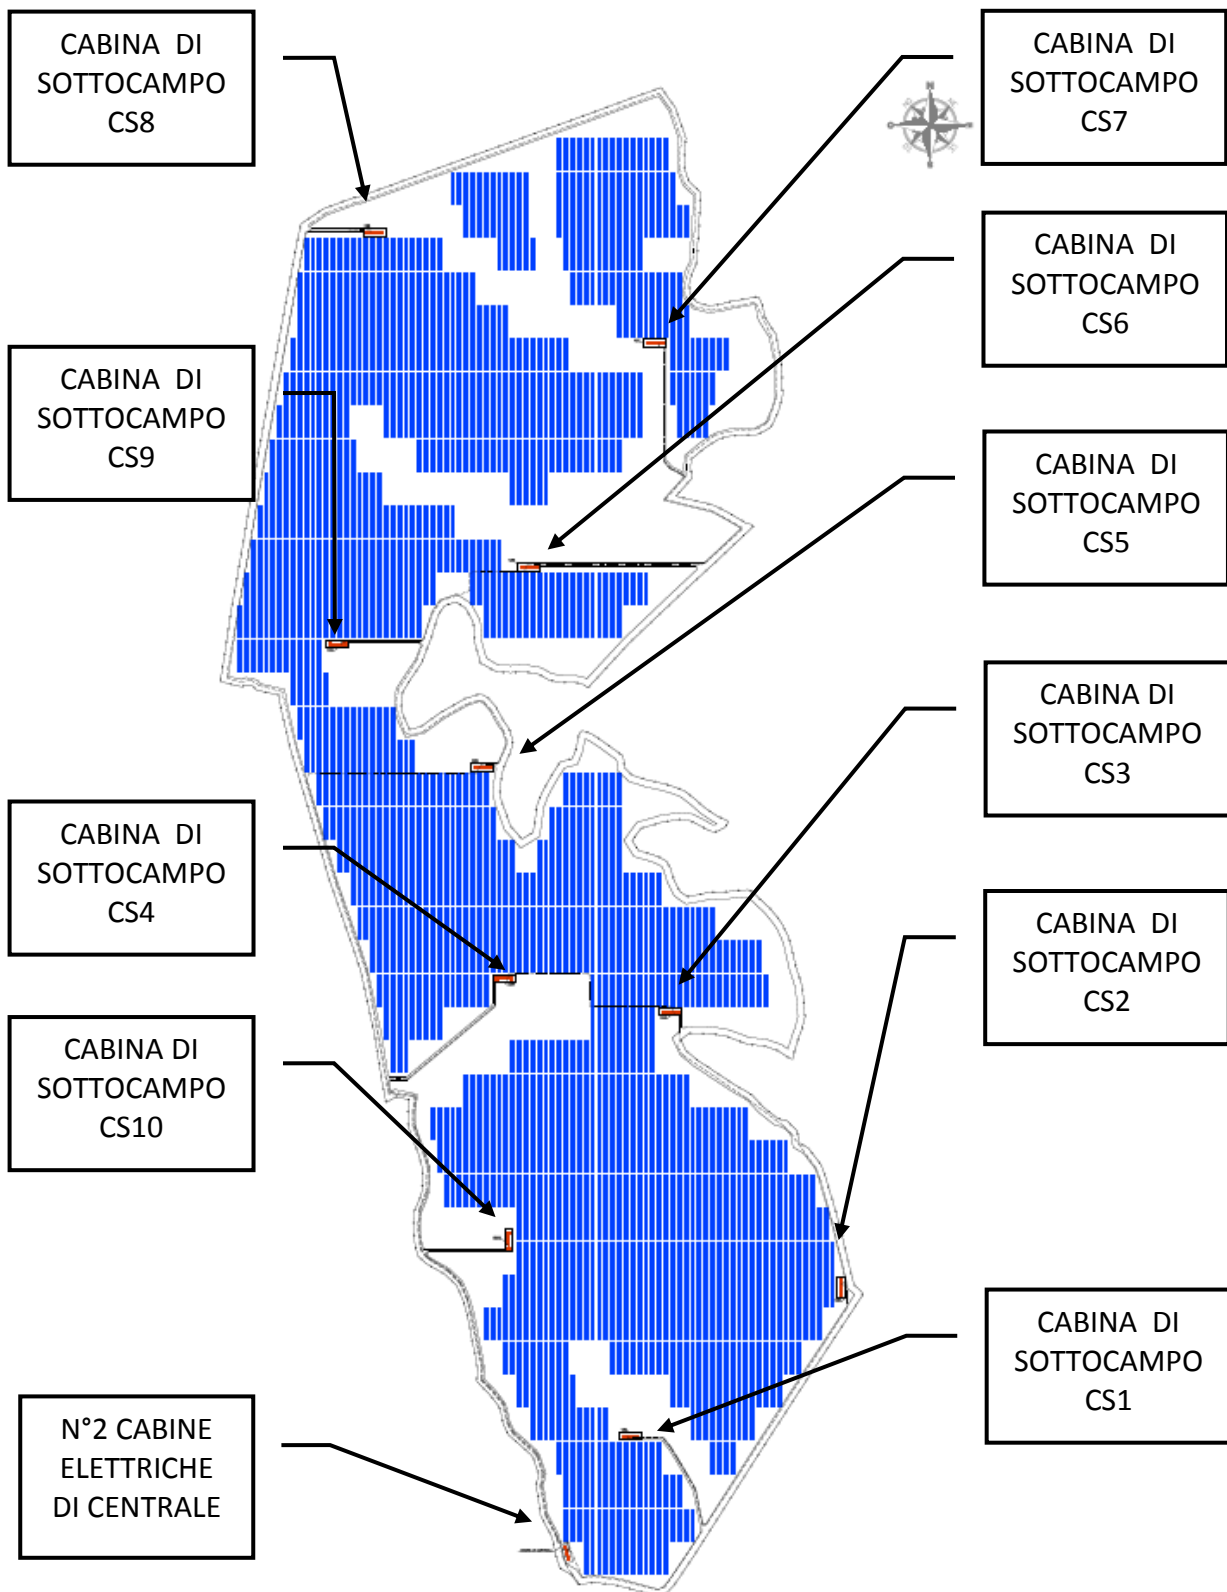 CABINA DI
SOTTOCAMPO
CS8
CABINA DI
SOTTOCAMPO
CS7
N
CABINA DI
SOTTOCAMPO
CS6
CABINA DI
SOTTOCAMPO
CS9
CABINA DI
SOTTOCAMPO
CS5
CABINA DI
SOTTOCAMPO
CS3
CABINA DI
SOTTOCAMPO
CS4
CABINA DI
SOTTOCAMPO
CS2
CABINA DI
SOTTOCAMPO
CS10
CABINA DI
SOTTOCAMPO
CS1
N°2 CABINE
ELETTRICHE
DI CENTRALE